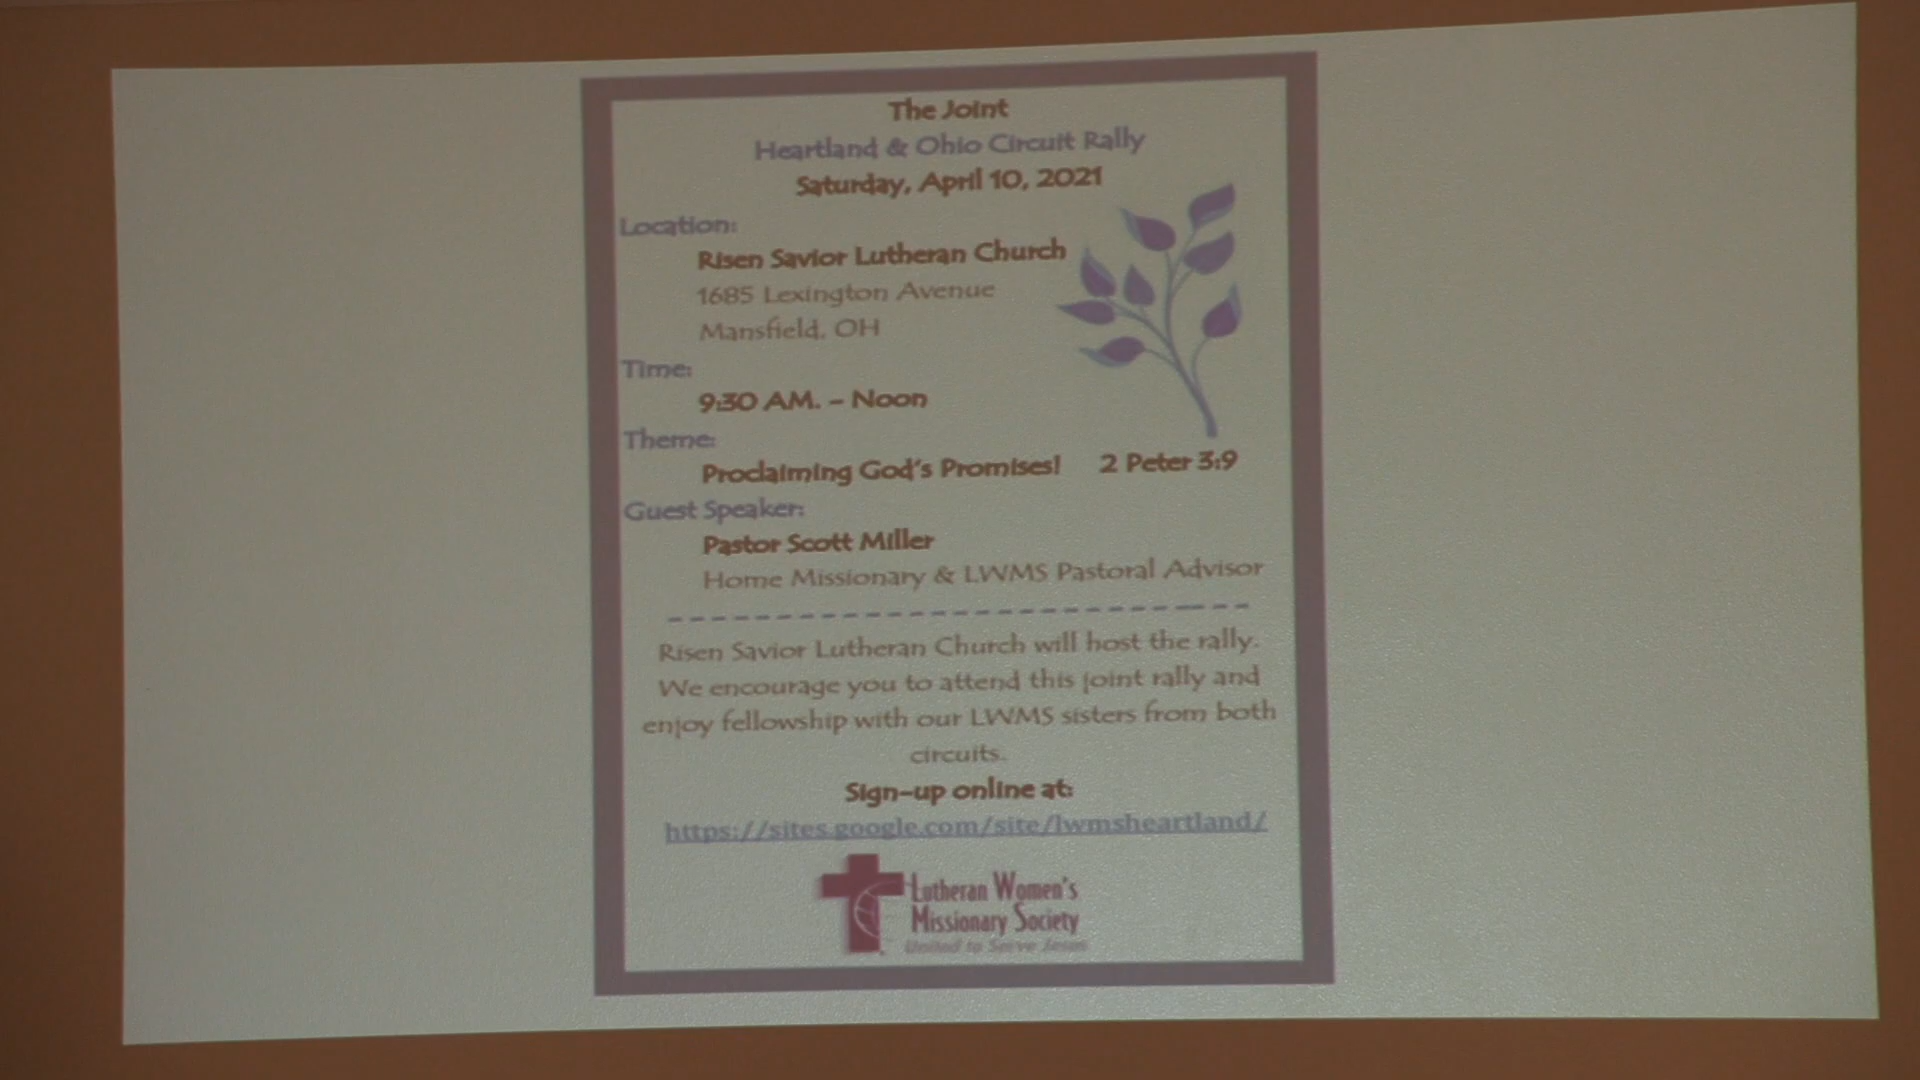 The Joint
Heartland & Ohio Circuit Rally
Saturday, April 10, 2021
Location:
Risen Savior Lutheran Church
1685 Lexington Avenue
Mansfield, OH
Time:
9:30 AM. – Noon
Theme:
Proclaiming God's Promises! 2 Peter 3:9
Guest Speaker:
Pastor Scott Miller
Home Missionary & LWMS Pastoral Advisor
Risen Savior Lutheran Church will host the rally.
We encourage you to attend this joint rally and
enjoy fellowship with our LWMS sisters from both
circuits.
Sign-up online at:
https://sites.google.com/site/lwmsheartland/
Lutheran Women's
Missionary Society
United to Serve Jesus